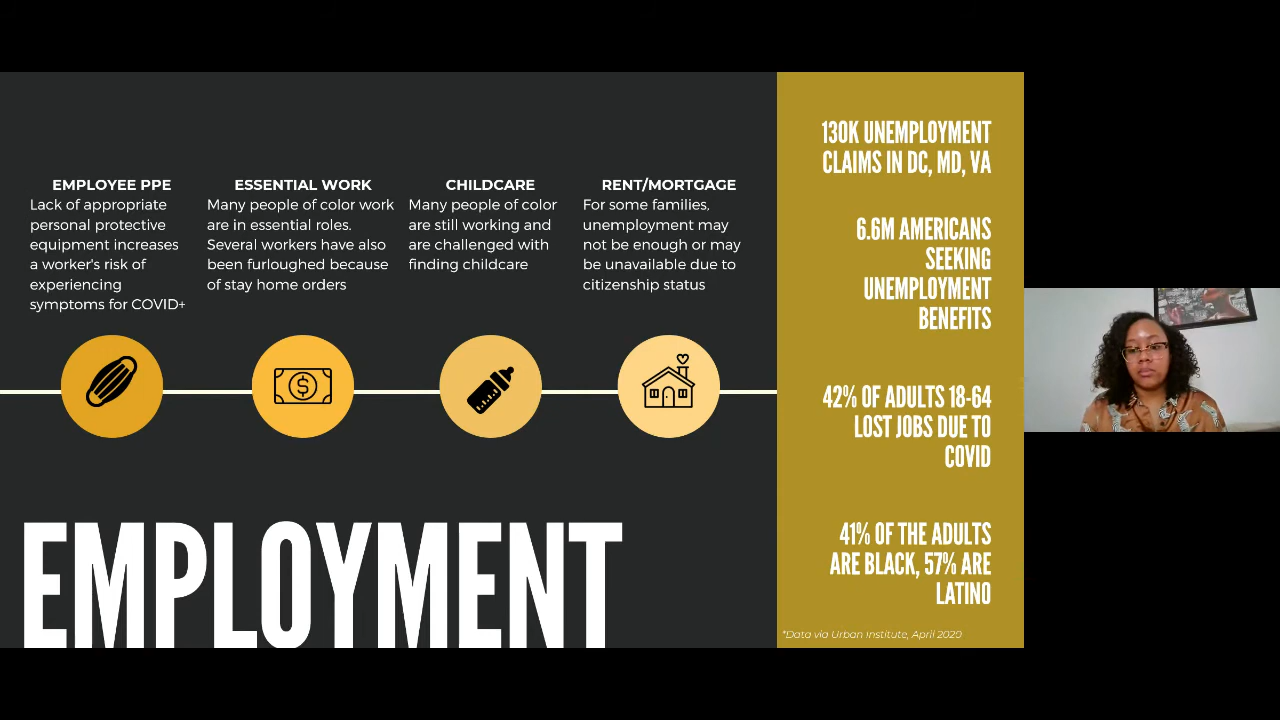 EMPLOYEE PPE
Lack of appropriate
personal protective
equipment increases
a worker's risk of
experiencing
symptoms for COVID+
ESSENTIAL WORK
Many people of color work
are in essential roles.
Several workers have also
been furloughed because
of stay home orders
CHILDCARE
Many people of color
are still working and
are challenged with
finding childcare
RENT/MORTGAGE
For some families,
unemployment may
not be enough or may
be unavailable due to
citizenship status
$
EMPLOYMENT
130K UNEMPLOYMENT
CLAIMS IN DC, MD, VA
6.6M AMERICANS
SEEKING
UNEMPLOYMENT
BENEFITS
42% OF ADULTS 18-64
LOST JOBS DUE TO
COVID
41% OF THE ADULTS
ARE BLACK, 57% ARE
LATINO
*Data via Urban Institute, April 2020